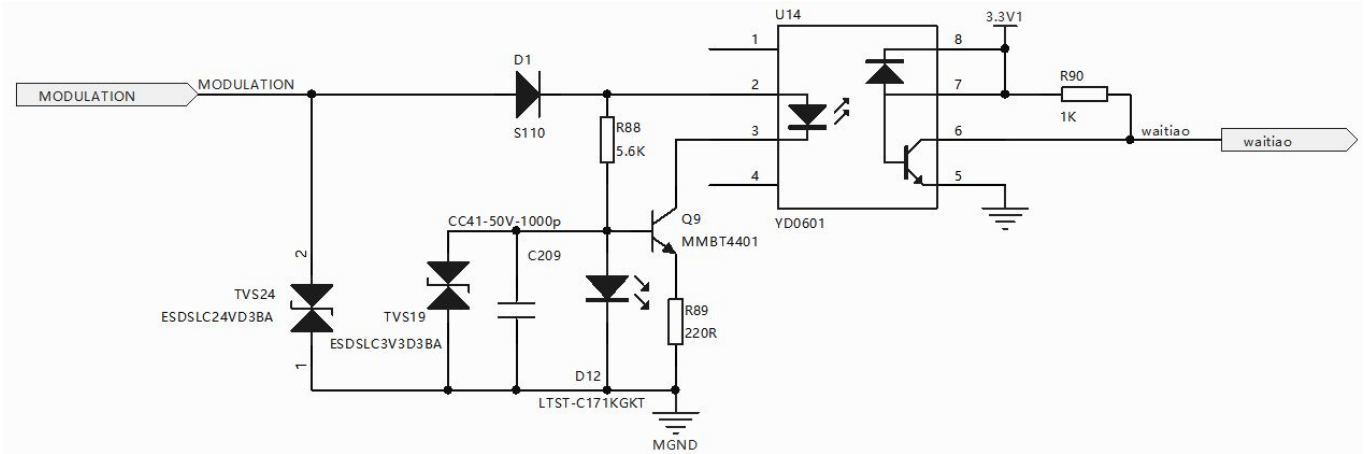 U14
3.3V1
1
8
D1
MODULATION
MODULATION
2
7
R90
S110
1K
R88
5.6K
3
6
waitiao
waitiao
4
5
CC41-50V-1000p
Q9
YD0601
MMBT4401
C209
2
TVS24
ESDSLC24VD3BA
TVS19
ESDSLC3V3D3BA
R89
220R
1
D12
LTST-C171KGKT
MGND